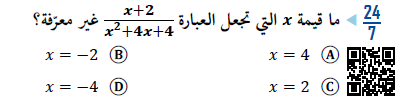 24/7 ◄ ما قيمة x التي تجعل العبارة (x+2)/(x²+4x+4) غير معرّفة؟
x = 4 (A) x = −2 (B)
x = 2 (C) x = −4 (D)